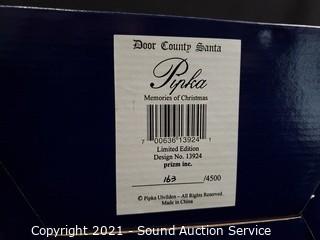 Door County Santa
Pipka
Memories of Christmas
7 00636 13924 1
Limited Edition
Design No. 13924
prizm inc.
163 /4500
© Pipka Ulvilden - All Rights Reserved
Made in China
Copyright 2021 - Sound Auction Service